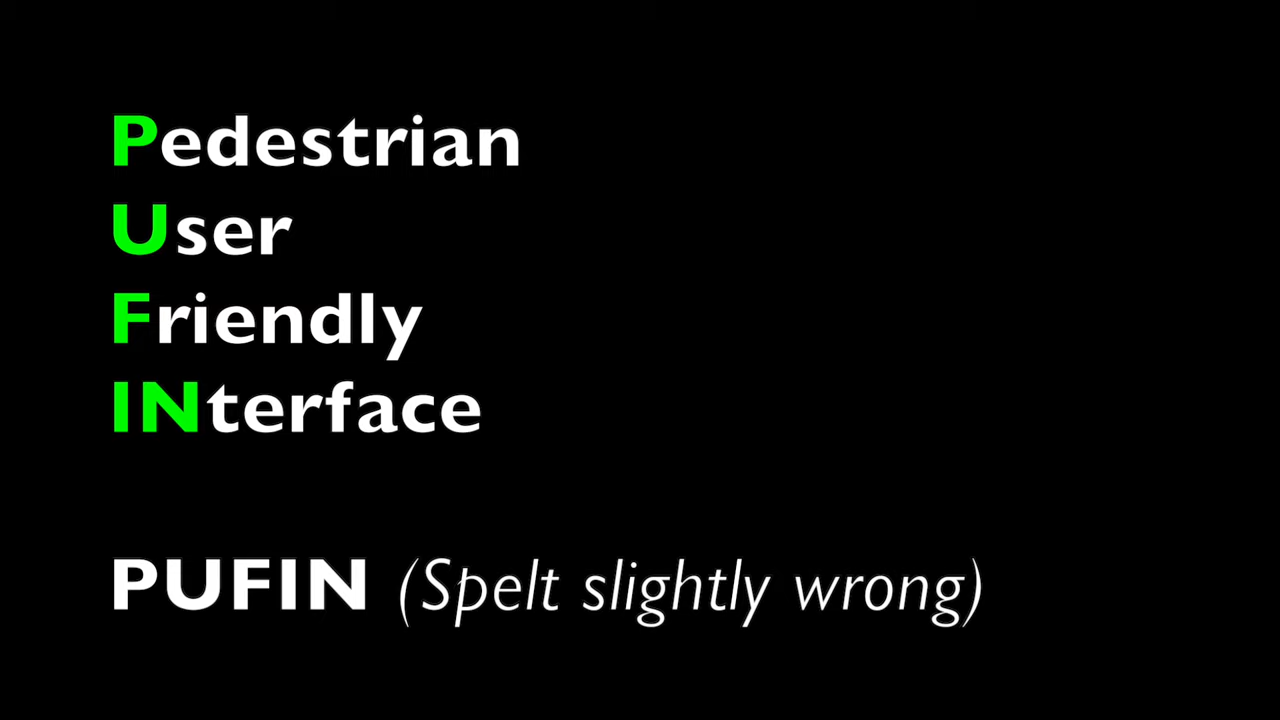 Pedestrian
User
Friendly
INterface
PUFIN (Spelt slightly wrong)